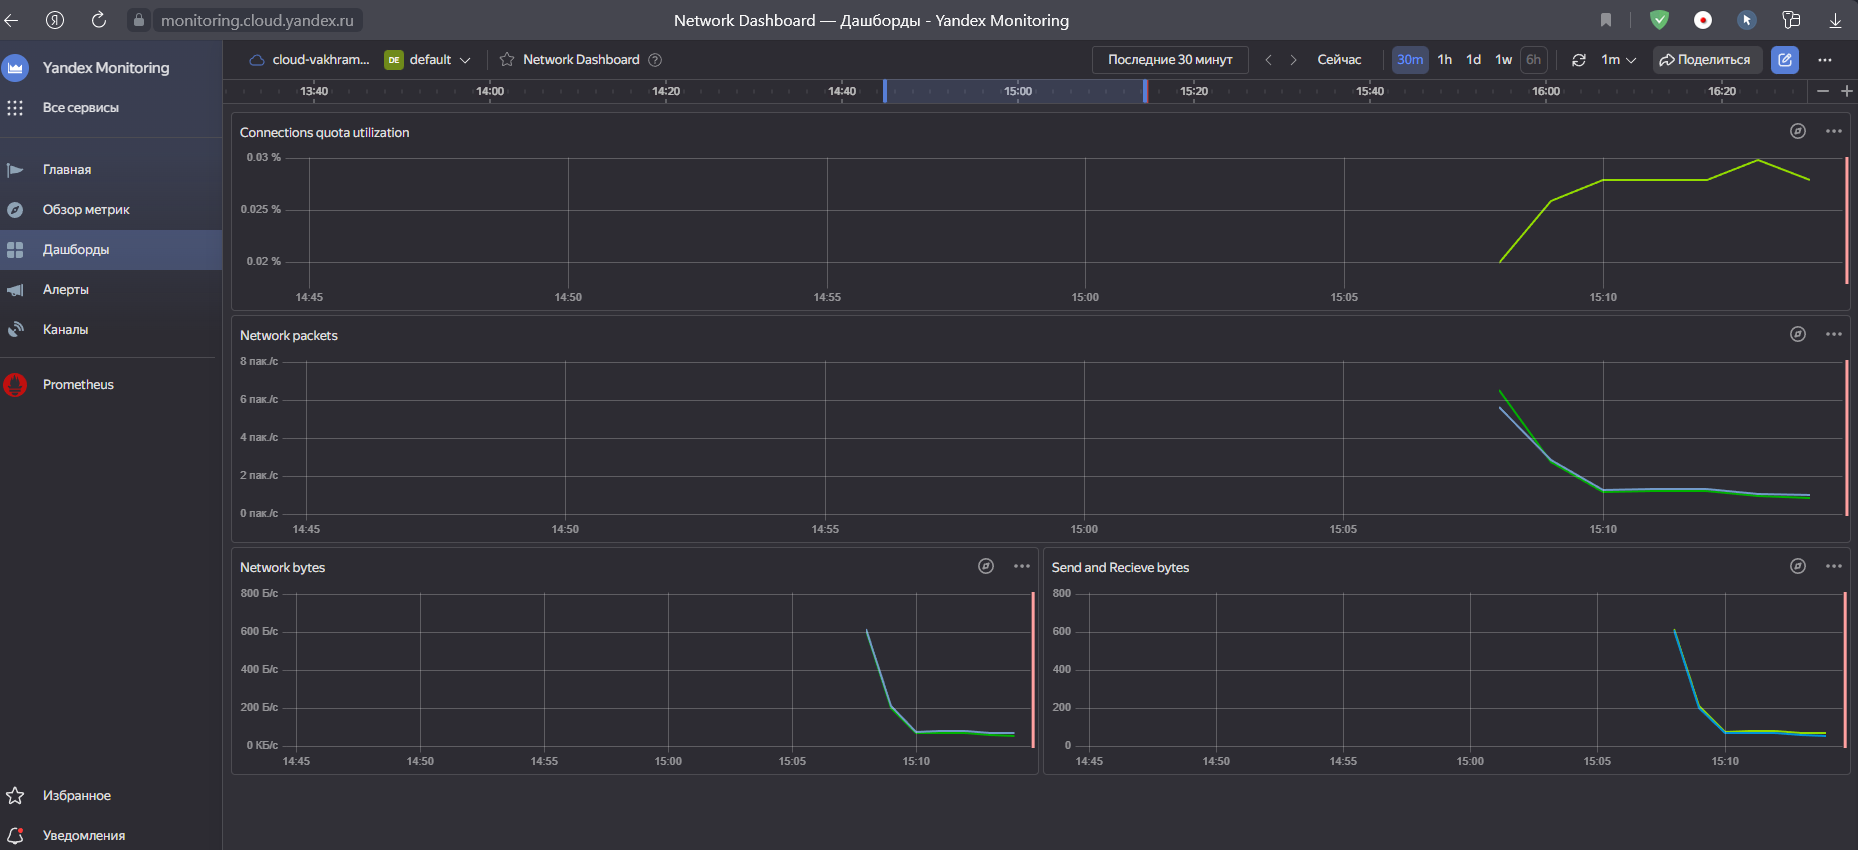 monitoring.cloud.yandex.ru
Network Dashboard — Дашборды - Yandex Monitoring
Yandex Monitoring
Все сервисы
Главная
Обзор метрик
Дашборды
Алерты
Каналы
Prometheus
Избранное
Уведомления
cloud-vakhram... DE default Network Dashboard
Последние 30 минут Сейчас 30m 1h 1d 1w 6h 1m Поделиться
13:40 14:00 14:20 14:40 15:00 15:20 15:40 16:00 16:20
Connections quota utilization
0.03 %
0.025 %
0.02 %
14:45 14:50 14:55 15:00 15:05 15:10
Network packets
8 пак./с
6 пак./с
4 пак./с
2 пак./с
0 пак./с
14:45 14:50 14:55 15:00 15:05 15:10
Network bytes
800 Б/с
600 Б/с
400 Б/с
200 Б/с
0 КБ/с
14:45 14:50 14:55 15:00 15:05 15:10
Send and Recieve bytes
800
600
400
200
0
14:45 14:50 14:55 15:00 15:05 15:10